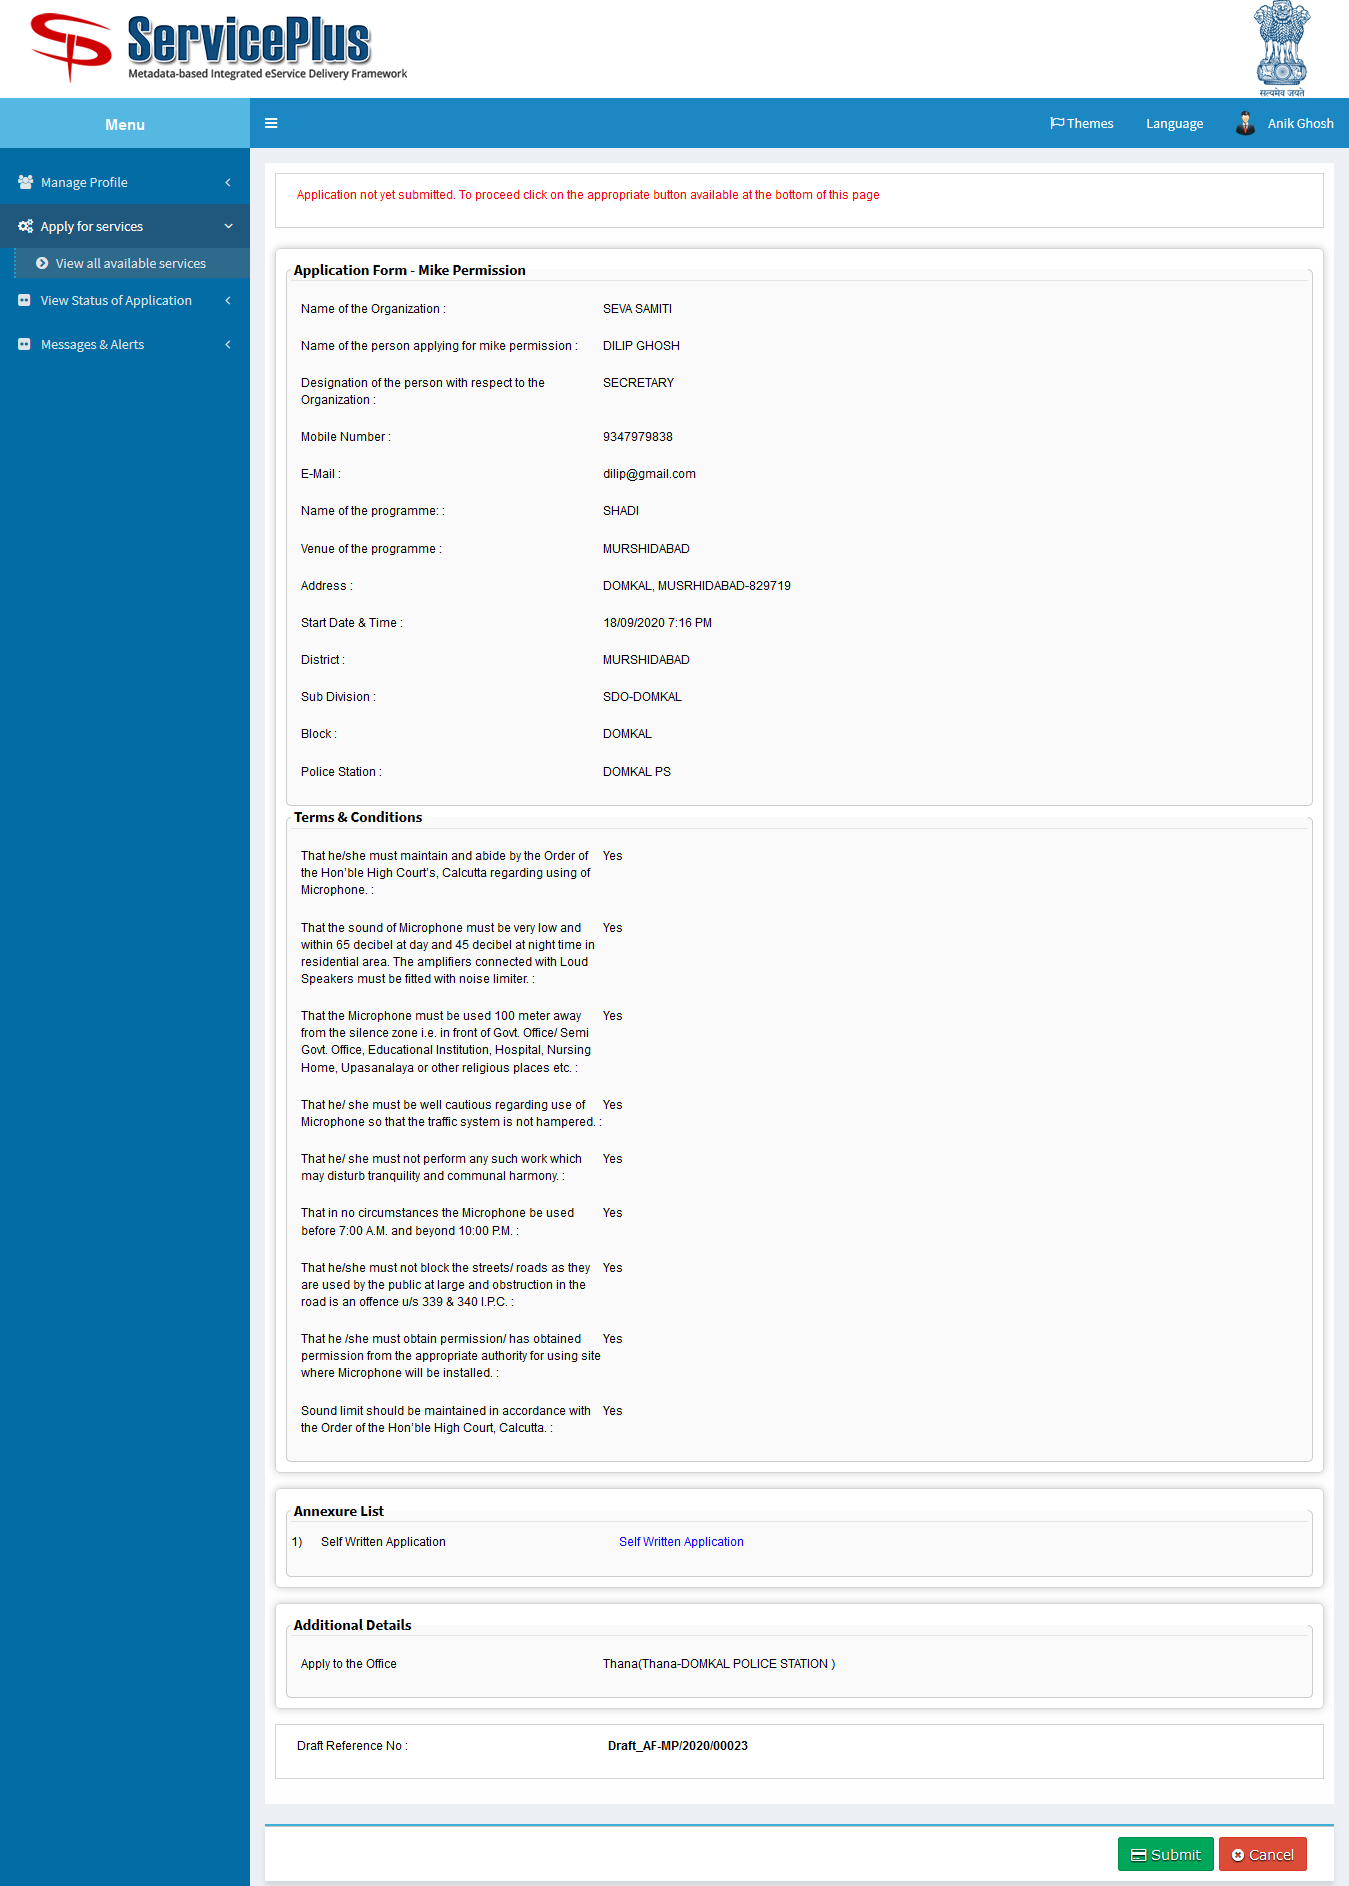 ServicePlus
Metadata-based Integrated eService Delivery Framework
सत्यमेव जयते
Menu
Themes Language Anik Ghosh
Manage Profile
Apply for services
View all available services
View Status of Application
Messages & Alerts
Application not yet submitted. To proceed click on the appropriate button available at the bottom of this page
Application Form - Mike Permission
Name of the Organization : SEVA SAMITI
Name of the person applying for mike permission : DILIP GHOSH
Designation of the person with respect to the SECRETARY
Organization :
Mobile Number : 9347979838
E-Mail : dilip@gmail.com
Name of the programme: : SHADI
Venue of the programme : MURSHIDABAD
Address : DOMKAL, MUSRHIDABAD-829719
Start Date & Time : 18/09/2020 7:16 PM
District : MURSHIDABAD
Sub Division : SDO-DOMKAL
Block : DOMKAL
Police Station : DOMKAL PS
Terms & Conditions
That he/she must maintain and abide by the Order of Yes
the Hon'ble High Court's, Calcutta regarding using of
Microphone. :
That the sound of Microphone must be very low and Yes
within 65 decibel at day and 45 decibel at night time in
residential area. The amplifiers connected with Loud
Speakers must be fitted with noise limiter. :
That the Microphone must be used 100 meter away Yes
from the silence zone i.e. in front of Govt. Office/ Semi
Govt. Office, Educational Institution, Hospital, Nursing
Home, Upasanalaya or other religious places etc. :
That he/ she must be well cautious regarding use of Yes
Microphone so that the traffic system is not hampered. :
That he/ she must not perform any such work which Yes
may disturb tranquility and communal harmony. :
That in no circumstances the Microphone be used Yes
before 7:00 A.M. and beyond 10:00 P.M. :
That he/she must not block the streets/ roads as they Yes
are used by the public at large and obstruction in the
road is an offence u/s 339 & 340 I.P.C. :
That he /she must obtain permission/ has obtained Yes
permission from the appropriate authority for using site
where Microphone will be installed. :
Sound limit should be maintained in accordance with Yes
the Order of the Hon'ble High Court, Calcutta. :
Annexure List
1) Self Written Application Self Written Application
Additional Details
Apply to the Office Thana(Thana-DOMKAL POLICE STATION )
Draft Reference No : Draft_AF-MP/2020/00023
Submit Cancel